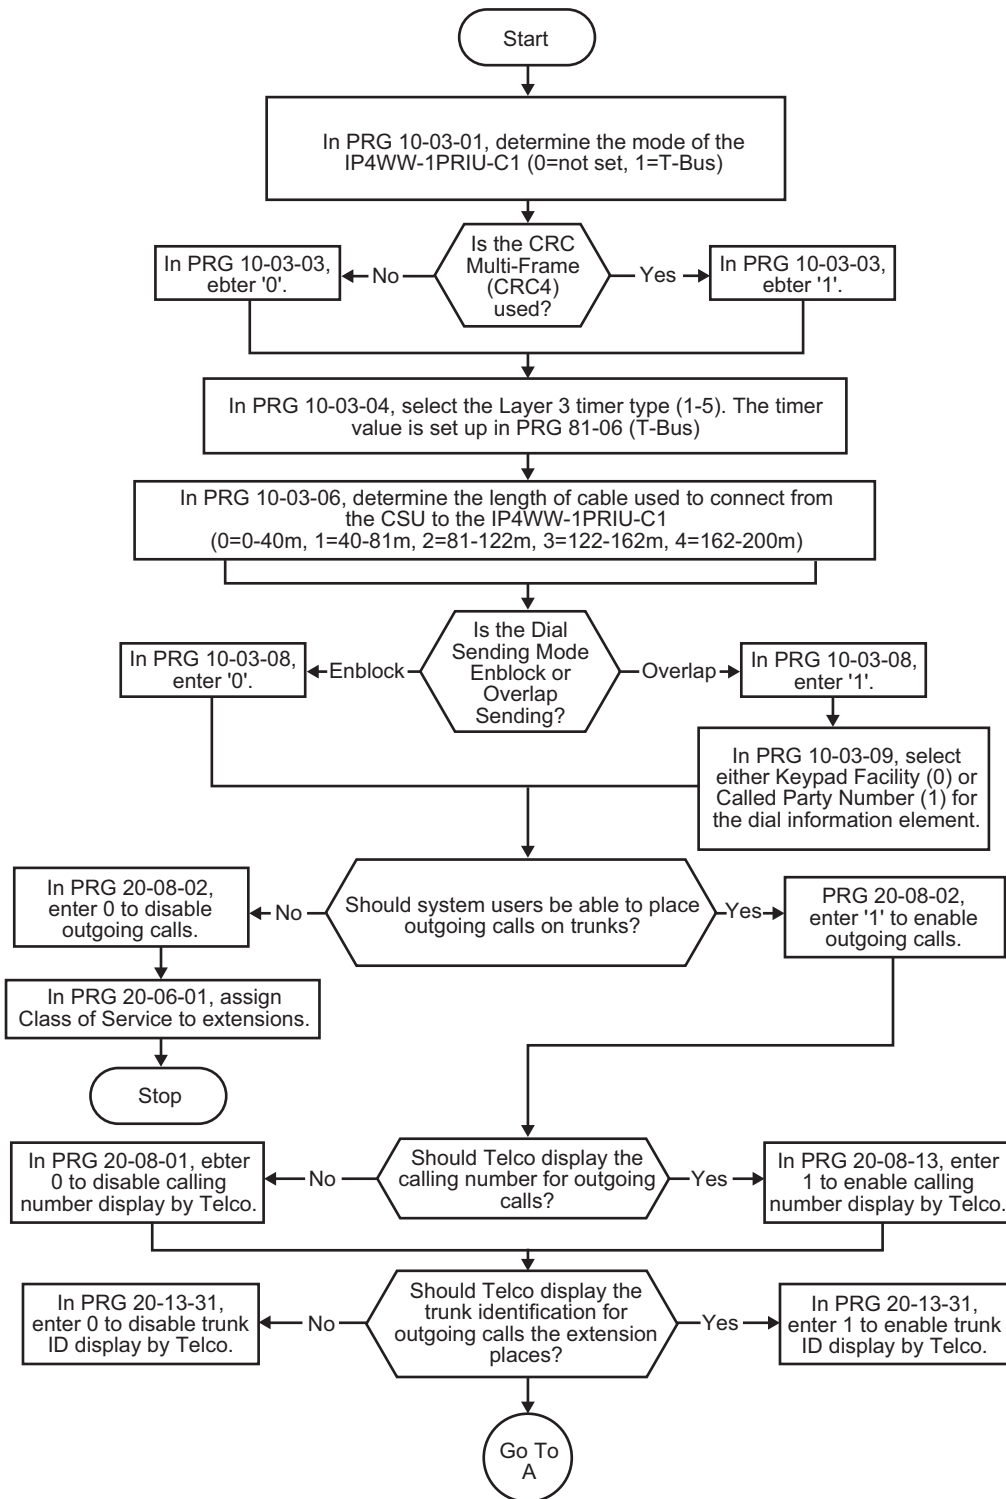 Start
In PRG 10-03-01, determine the mode of the
IP4WW-1PRIU-C1 (0=not set, 1=T-Bus)
Is the CRC
Multi-Frame
(CRC4)
used?
No
Yes
In PRG 10-03-03,
ebter '0'.
In PRG 10-03-03,
ebter '1'.
In PRG 10-03-04, select the Layer 3 timer type (1-5). The timer
value is set up in PRG 81-06 (T-Bus)
In PRG 10-03-06, determine the length of cable used to connect from
the CSU to the IP4WW-1PRIU-C1
(0=0-40m, 1=40-81m, 2=81-122m, 3=122-162m, 4=162-200m)
Is the Dial
Sending Mode
Enblock or
Overlap
Sending?
Enblock
Overlap
In PRG 10-03-08,
enter '0'.
In PRG 10-03-08,
enter '1'.
In PRG 10-03-09, select
either Keypad Facility (0) or
Called Party Number (1) for
the dial information element.
Should system users be able to place
outgoing calls on trunks?
No
Yes
In PRG 20-08-02,
enter 0 to disable
outgoing calls.
PRG 20-08-02,
enter '1' to enable
outgoing calls.
In PRG 20-06-01, assign
Class of Service to extensions.
Stop
Should Telco display the
calling number for outgoing
calls?
No
Yes
In PRG 20-08-01, ebter
0 to disable calling
number display by Telco.
In PRG 20-08-13, enter
1 to enable calling
number display by Telco.
Should Telco display the
trunk identification for
outgoing calls the extension
places?
No
Yes
In PRG 20-13-31,
enter 0 to disable trunk
ID display by Telco.
In PRG 20-13-31,
enter 1 to enable trunk
ID display by Telco.
Go To
A